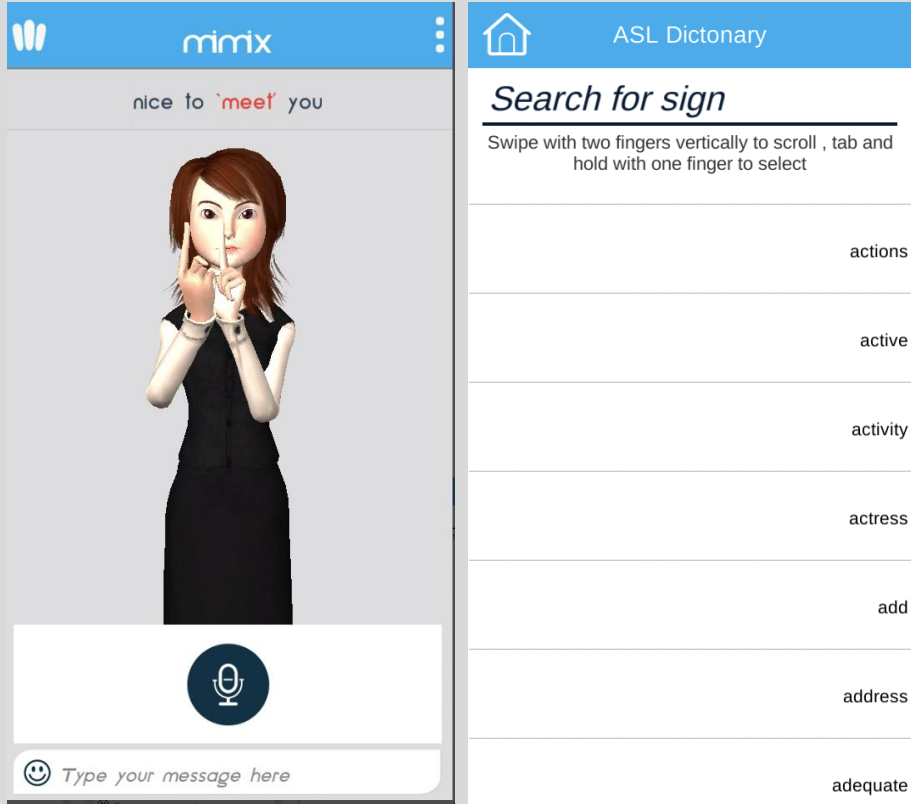 mimix
nice to `meet' you
Type your message here
ASL Dictonary
Search for sign
Swipe with two fingers vertically to scroll , tab and
hold with one finger to select
actions
active
activity
actress
add
address
adequate